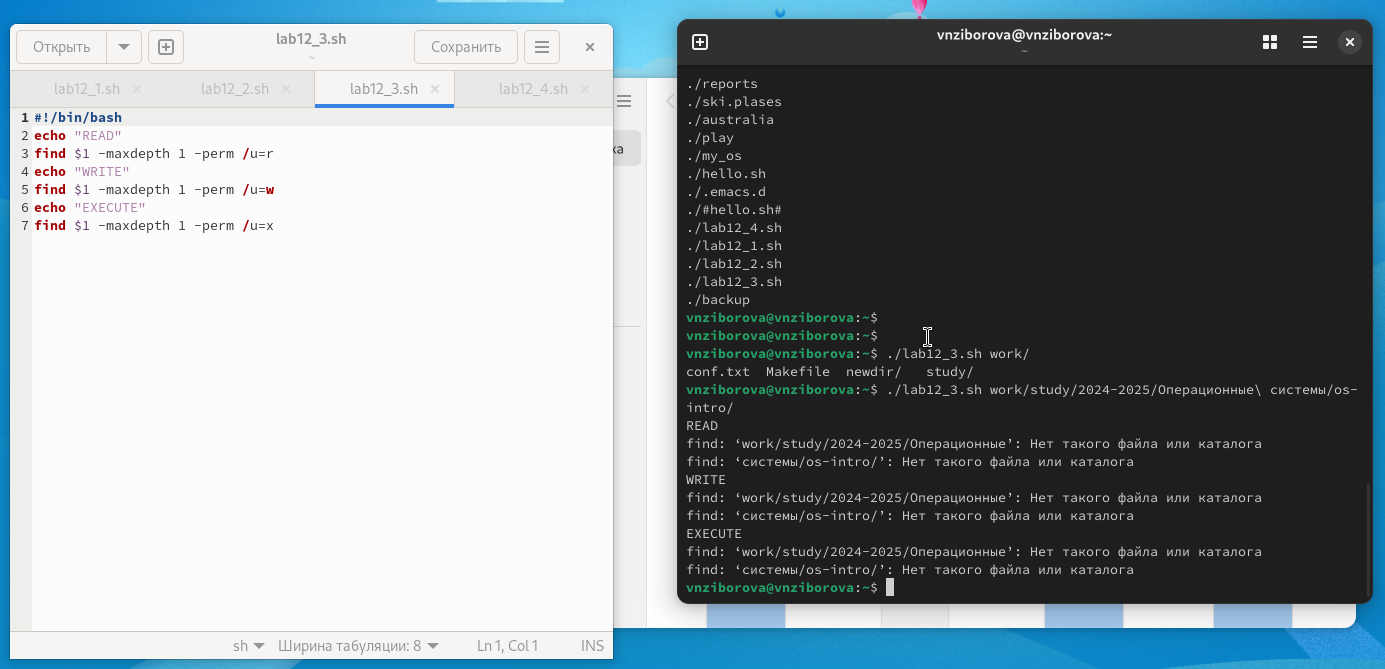 Открыть
lab12_3.sh
~
Сохранить
lab12_1.sh
lab12_2.sh
lab12_3.sh
lab12_4.sh
1 #!/bin/bash
2 echo "READ"
3 find $1 -maxdepth 1 -perm /u=r
4 echo "WRITE"
5 find $1 -maxdepth 1 -perm /u=w
6 echo "EXECUTE"
7 find $1 -maxdepth 1 -perm /u=x
sh
Ширина табуляции: 8
Ln 1, Col 1
INS
ка
vnziborova@vnziborova:~
~
./reports
./ski.plases
./australia
./play
./my_os
./hello.sh
./.emacs.d
./#hello.sh#
./lab12_4.sh
./lab12_1.sh
./lab12_2.sh
./lab12_3.sh
./backup
vnziborova@vnziborova:~$
vnziborova@vnziborova:~$
vnziborova@vnziborova:~$ ./lab12_3.sh work/
conf.txt  Makefile  newdir/   study/
vnziborova@vnziborova:~$ ./lab12_3.sh work/study/2024-2025/Операционные\ системы/os-
intro/
READ
find: ‘work/study/2024-2025/Операционные’: Нет такого файла или каталога
find: ‘системы/os-intro/’: Нет такого файла или каталога
WRITE
find: ‘work/study/2024-2025/Операционные’: Нет такого файла или каталога
find: ‘системы/os-intro/’: Нет такого файла или каталога
EXECUTE
find: ‘work/study/2024-2025/Операционные’: Нет такого файла или каталога
find: ‘системы/os-intro/’: Нет такого файла или каталога
vnziborova@vnziborova:~$